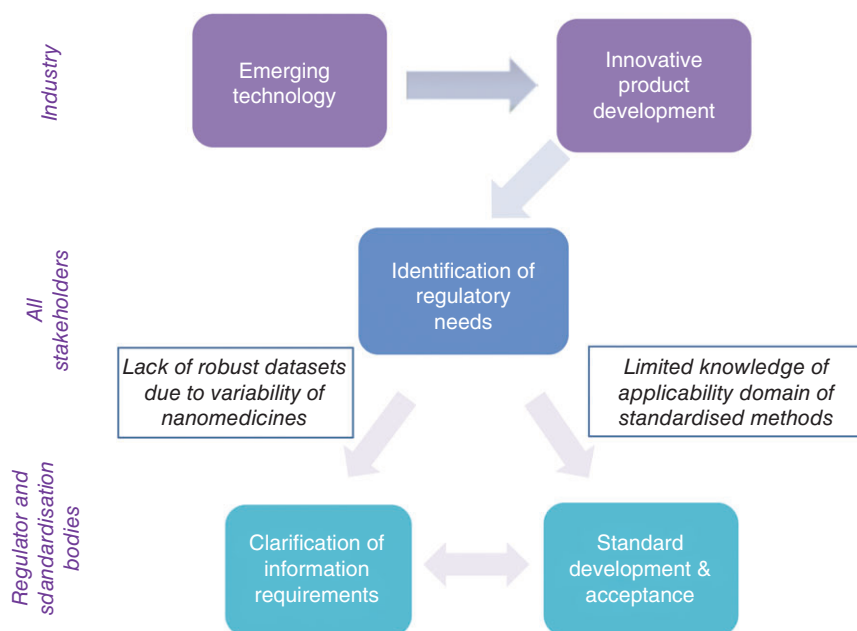 Industry
Emerging
technology
Innovative
product
development
All
stakeholders
Identification of
regulatory
needs
Lack of robust datasets
due to variability of
nanomedicines
Limited knowledge of
applicability domain of
standardised methods
Regulator and
sdandardisation
bodies
Clarification of
information
requirements
Standard
development &
acceptance